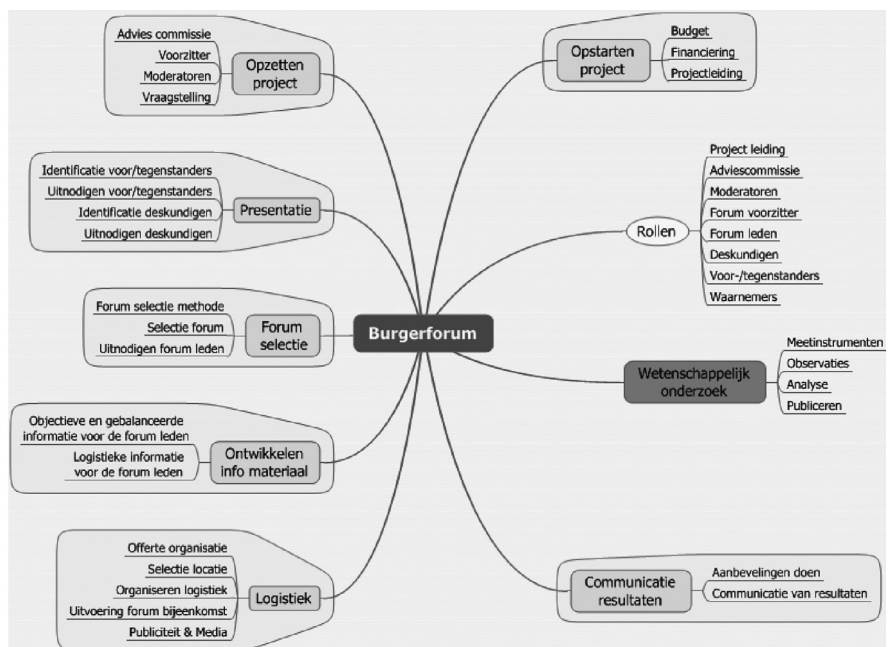 Advies commissie
Voorzitter
Moderatoren
Vraagstelling
Opzetten
project
Identificatie voor/tegenstanders
Uitnodigen voor/tegenstanders
Identificatie deskundigen
Uitnodigen deskundigen
Presentatie
Forum selectie methode
Selectie forum
Uitnodigen forum leden
Forum
selectie
Objectieve en gebalanceerde
informatie voor de forum leden
Logistieke informatie
voor de forum leden
Ontwikkelen
info materiaal
Offerte organisatie
Selectie locatie
Organiseren logistiek
Uitvoering forum bijeenkomst
Publiciteit & Media
Logistiek
Burgerforum
Opstarten
project
Budget
Financiering
Projectleiding
Rollen
Project leiding
Adviescommissie
Moderatoren
Forum voorzitter
Forum leden
Deskundigen
Voor-/tegenstanders
Waarnemers
Wetenschappelijk
onderzoek
Meetinstrumenten
Observaties
Analyse
Publiceren
Communicatie
resultaten
Aanbevelingen doen
Communicatie van resultaten